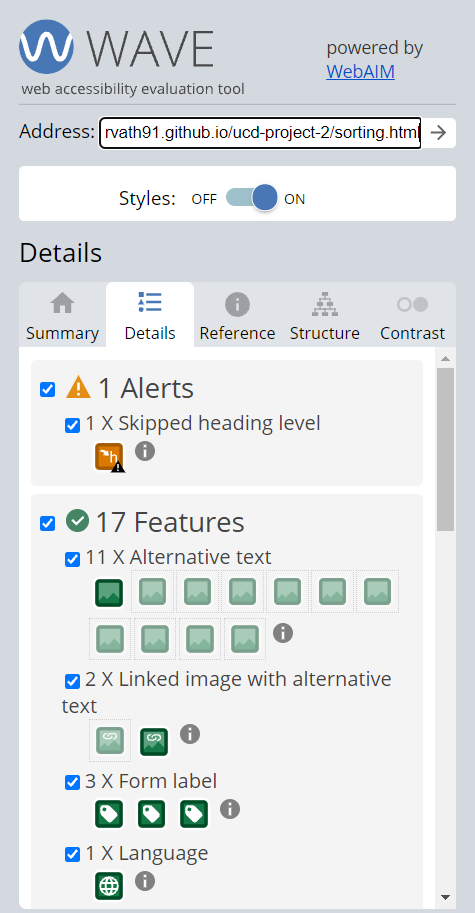 WAVE
web accessibility evaluation tool
powered by
WebAIM
Address: rvath91.github.io/ucd-project-2/sorting.html
Styles: OFF ON
Details
Summary Details Reference Structure Contrast
1 Alerts
1 X Skipped heading level
h
17 Features
11 X Alternative text
2 X Linked image with alternative
text
3 X Form label
1 X Language